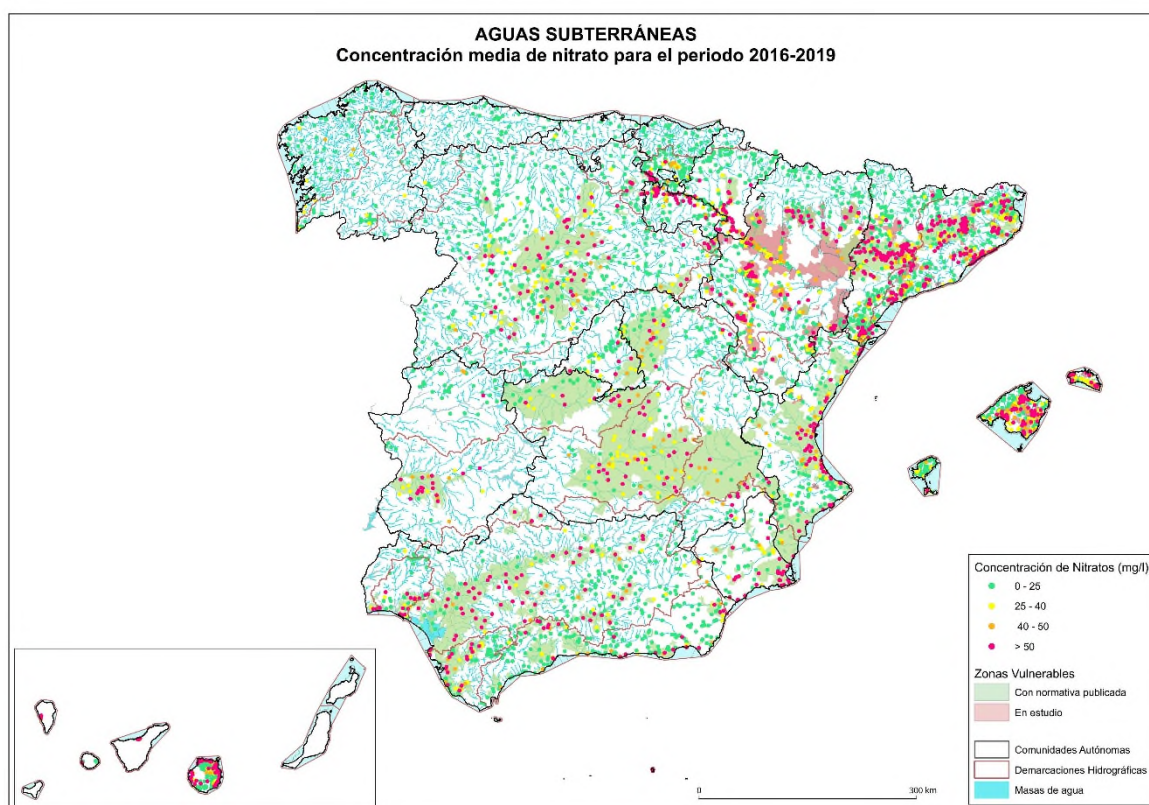 AGUAS SUBTERRÁNEAS
Concentración media de nitrato para el periodo 2016-2019
Concentración de Nitratos (mg/l)
0 - 25
25 - 40
40 - 50
> 50
Zonas Vulnerables
Con normativa publicada
En estudio
Comunidades Autónomas
Demarcaciones Hidrográficas
Masas de agua
0 300 km